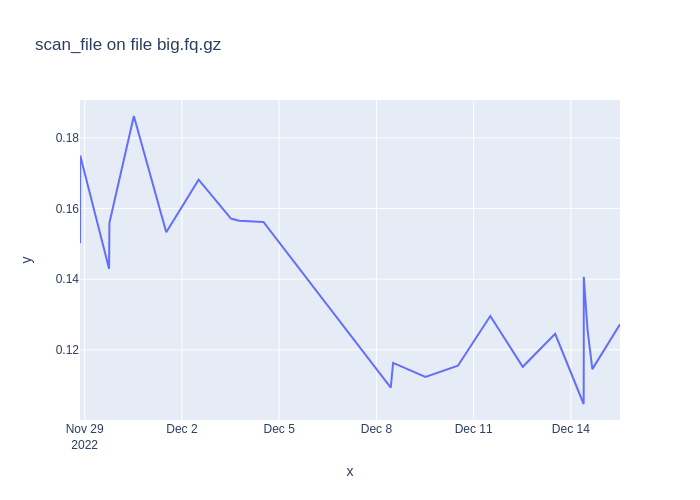 scan_file on file big.fq.gz
0.18
0.16
0.14
0.12
y
Nov 29
2022
Dec 2
Dec 5
Dec 8
Dec 11
Dec 14
x